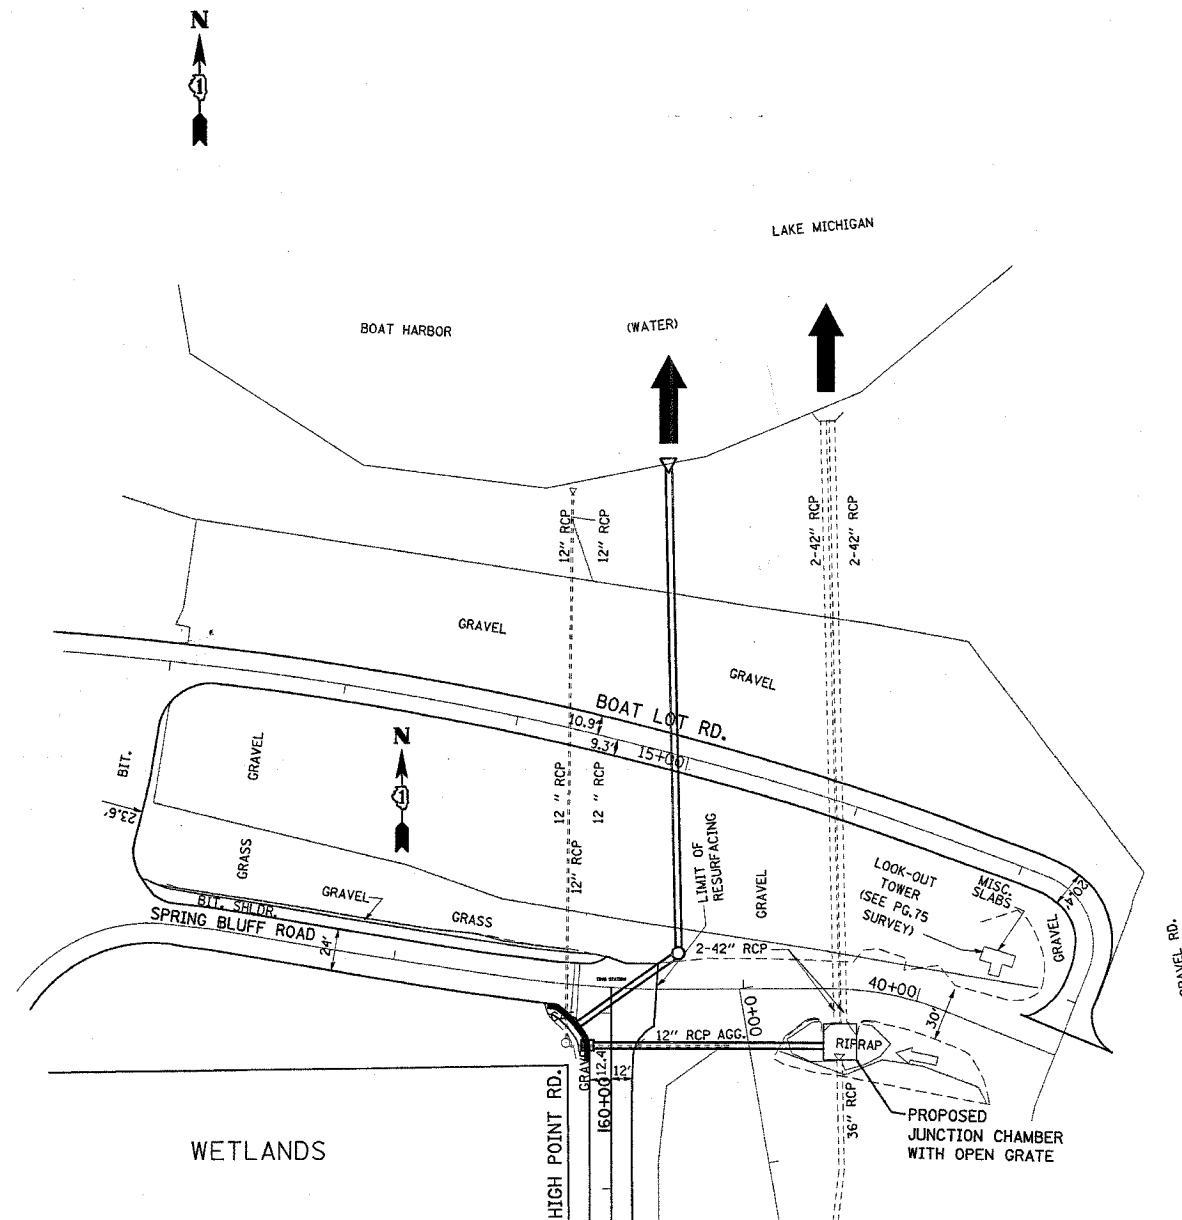 N
1
LAKE MICHIGAN
BOAT HARBOR
(WATER)
12" RCP
12" RCP
2-42" RCP
2-42" RCP
GRAVEL
GRAVEL
BOAT LOT RD.
10.9'
9.3'
15+00
N
1
BIT.
GRAVEL
23.6'
12 " RCP
12 " RCP
12" RCP
GRASS
LIMIT OF
RESURFACING
GRAVEL
LOOK-OUT
TOWER
(SEE PG.75
SURVEY)
MISC.
SLABS
20.4'
GRAVEL
GRAVEL
BIT. SHLDR.
GRASS
SPRING BLUFF ROAD
24'
2-42" RCP
GRAVEL RD.
40+00
0+00
30'
12" RCP AGG.
RIPRAP
12.4
12'
160+00
HIGH POINT RD.
36" RCP
PROPOSED
JUNCTION CHAMBER
WITH OPEN GRATE
WETLANDS